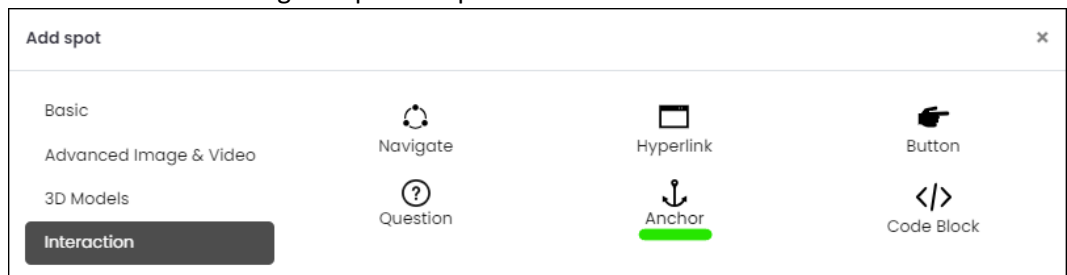 Add spot
Basic
Advanced Image & Video
3D Models
Interaction
Navigate
Hyperlink
Button
Question
Anchor
Code Block